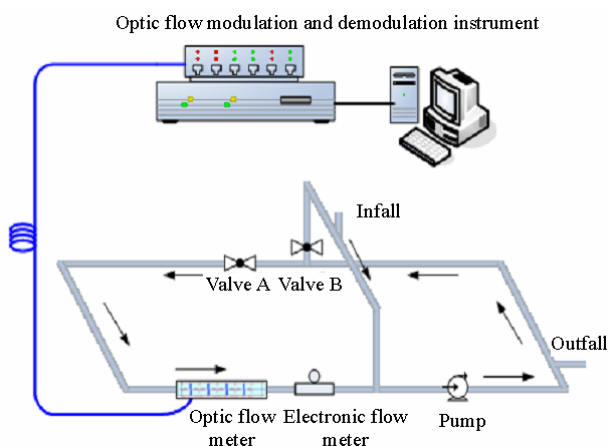 Optic flow modulation and demodulation instrument
Infall
Valve A
Valve B
Outfall
Optic flow
meter
Electronic flow
meter
Pump